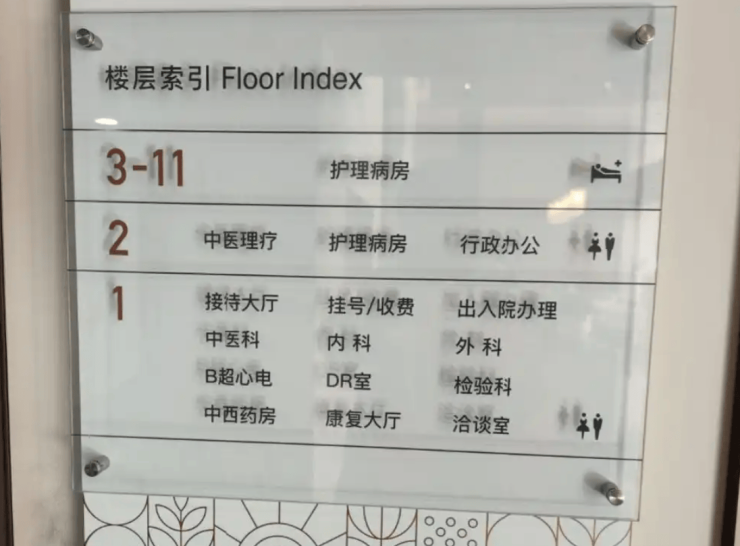 楼层索引 Floor Index
3-11 护理病房
2 中医理疗 护理病房 行政办公
1 接待大厅 挂号/收费 出入院办理
中医科 内 科 外 科
B超心电 DR室 检验科
中西药房 康复大厅 洽谈室